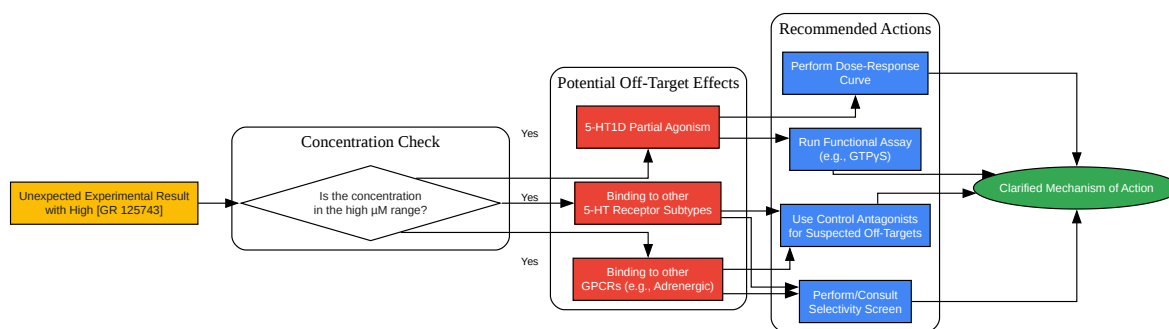 Unexpected Experimental Result
with High [GR 125743]
Concentration Check
Is the concentration
in the high µM range?
Yes
Yes
Yes
Potential Off-Target Effects
5-HT1D Partial Agonism
Binding to other
5-HT Receptor Subtypes
Binding to other
GPCRs (e.g., Adrenergic)
Recommended Actions
Perform Dose-Response
Curve
Run Functional Assay
(e.g., GTPγS)
Use Control Antagonists
for Suspected Off-Targets
Perform/Consult
Selectivity Screen
Clarified Mechanism of Action